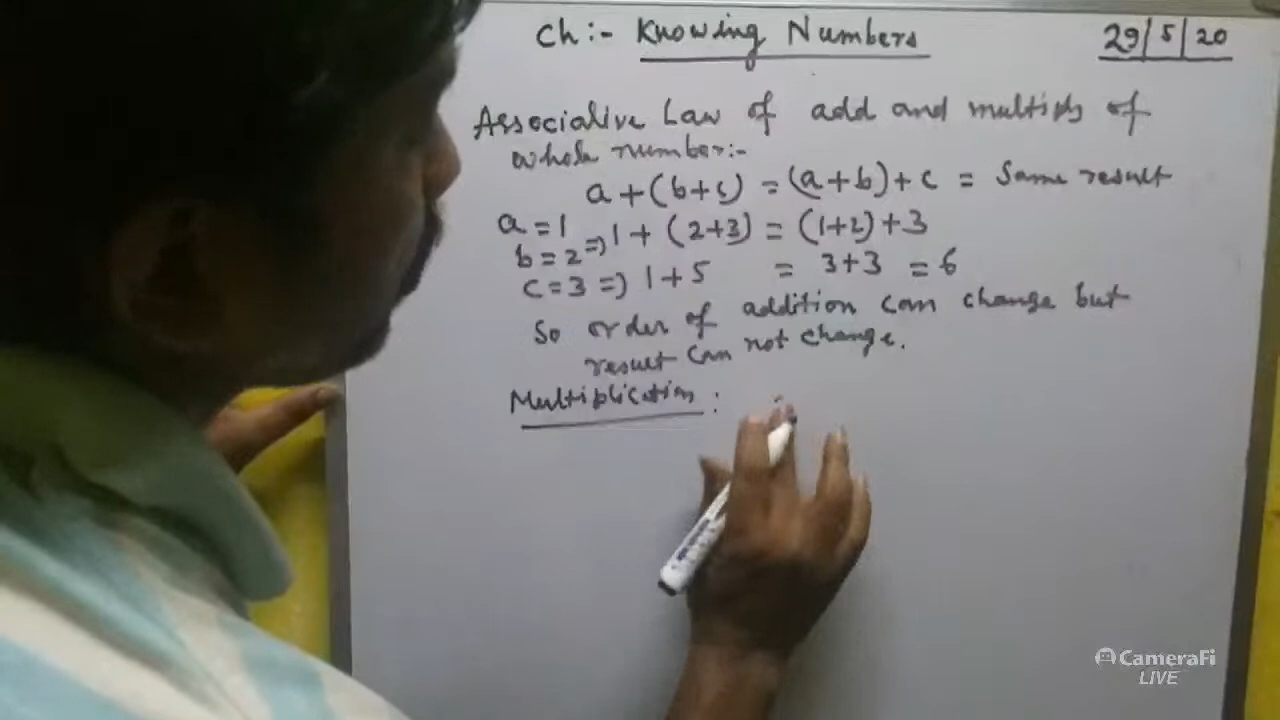 Ch:- Knowing Numbers 29/5/20
Associative Law of add and multiply of
whole number:-
a+(b+c) = (a+b)+c = Same result
a=1
b=2 => 1+(2+3) = (1+2)+3
c=3 => 1+5 = 3+3 = 6
So order of addition can change but
result can not change.
Multiplication:
CameraFi
LIVE